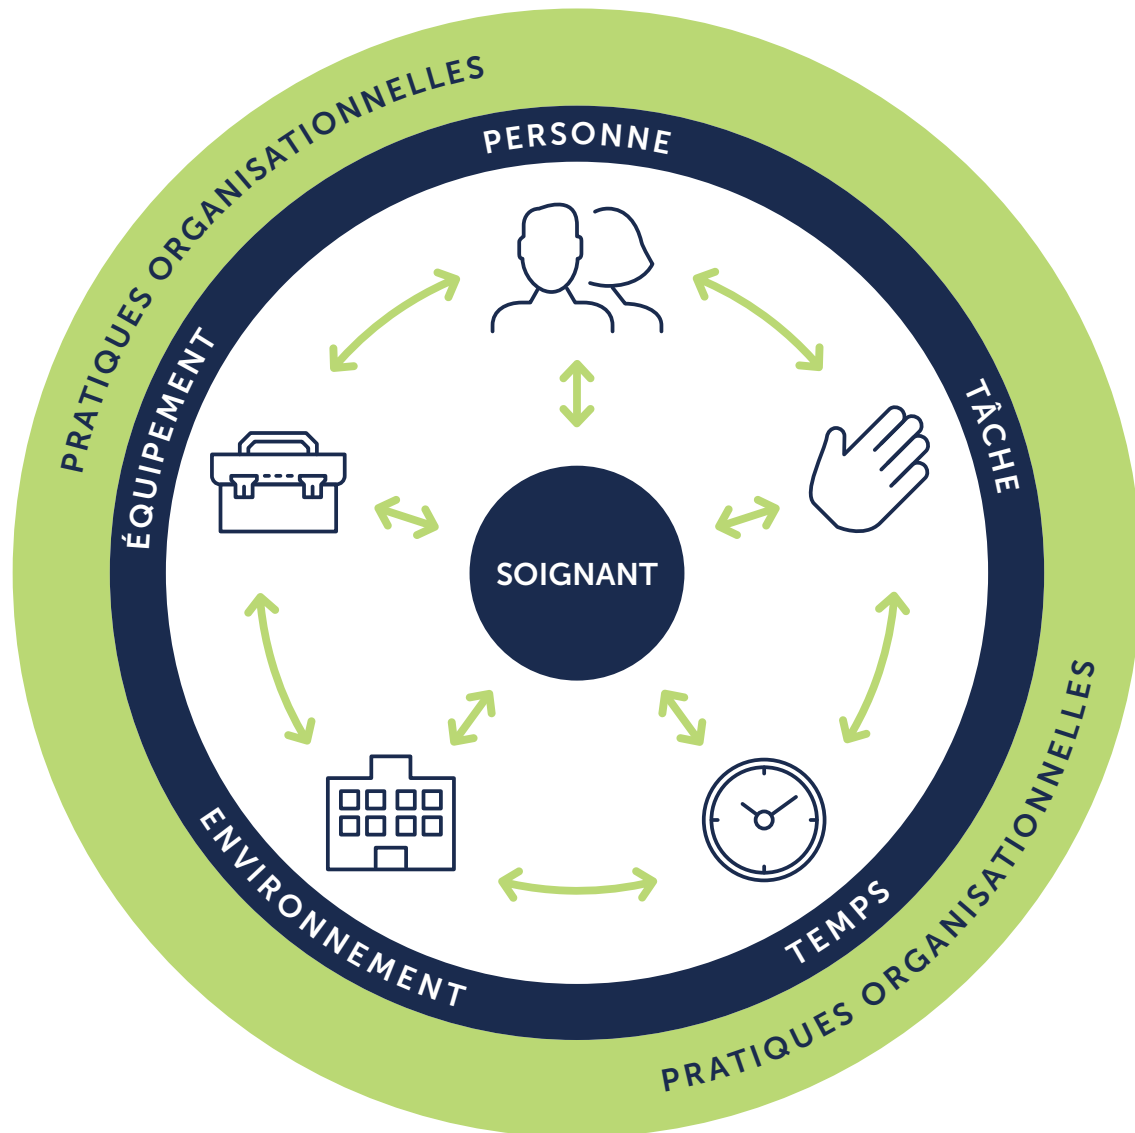 PRATIQUES ORGANISATIONNELLES
PERSONNE
ÉQUIPEMENT
TÂCHE
SOIGNANT
ENVIRONNEMENT
TEMPS
PRATIQUES ORGANISATIONNELLES